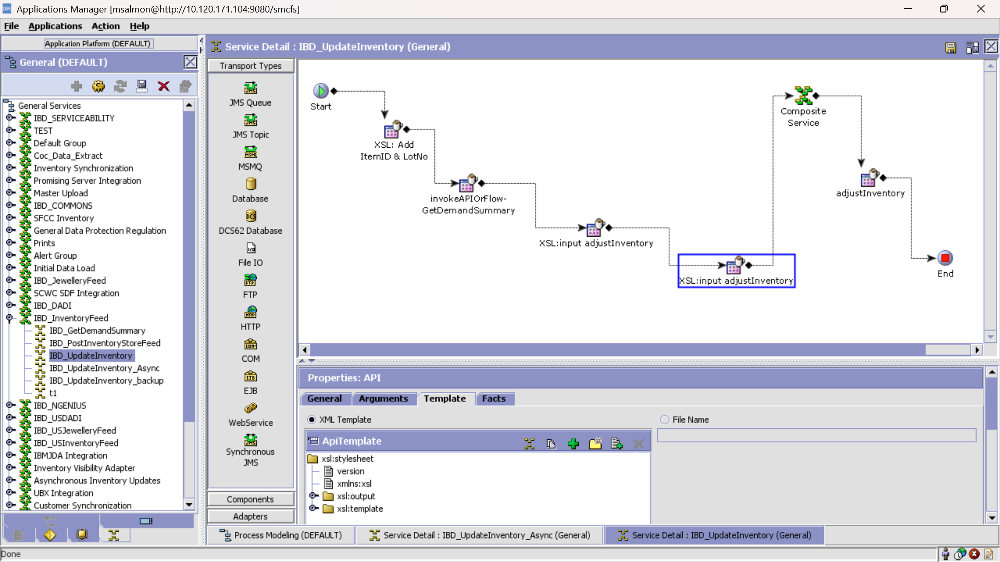 Applications Manager [msalmon@http://10.120.171.104:9080/smcfs]
File Applications Action Help
Application Platform (DEFAULT)
General (DEFAULT)
General Services
IBD_SERVICEABILITY
TEST
Default Group
Coc_Data_Extract
Inventory Synchronization
Promising Server Integration
Master Upload
IBD_COMMONS
SFCC Inventory
General Data Protection Regulation
Prints
Alert Group
Initial Data Load
IBD_JewelleryFeed
SCWC SDF Integration
IBD_DADI
IBD_InventoryFeed
IBD_GetDemandSummary
IBD_PostInventoryStoreFeed
IBD_UpdateInventory
IBD_UpdateInventory_Async
IBD_UpdateInventory_backup
t1
IBD_NGENIUS
IBD_USDADI
IBD_USJewelleryFeed
IBD_USInventoryFeed
IBMJDA Integration
Inventory Visibility Adapter
Asynchronous Inventory Updates
UBX Integration
Customer Synchronization
Service Detail : IBD_UpdateInventory (General)
Transport Types
JMS Queue
JMS Topic
MSMQ
Database
DCS62 Database
File IO
FTP
HTTP
COM
EJB
WebService
Synchronous
JMS
Components
Adapters
Start
XSL: Add
ItemID & LotNo
invokeAPIOrFlow-
GetDemandSummary
XSL:input adjustInventory
XSL:input adjustInventory
Composite
Service
adjustInventory
End
Properties: API
General Arguments Template Facts
XML Template
File Name
ApiTemplate
xsl:stylesheet
version
xmlns:xsl
xsl:output
xsl:template
Process Modeling (DEFAULT)
Service Detail : IBD_UpdateInventory_Async (General)
Service Detail : IBD_UpdateInventory (General)
Done